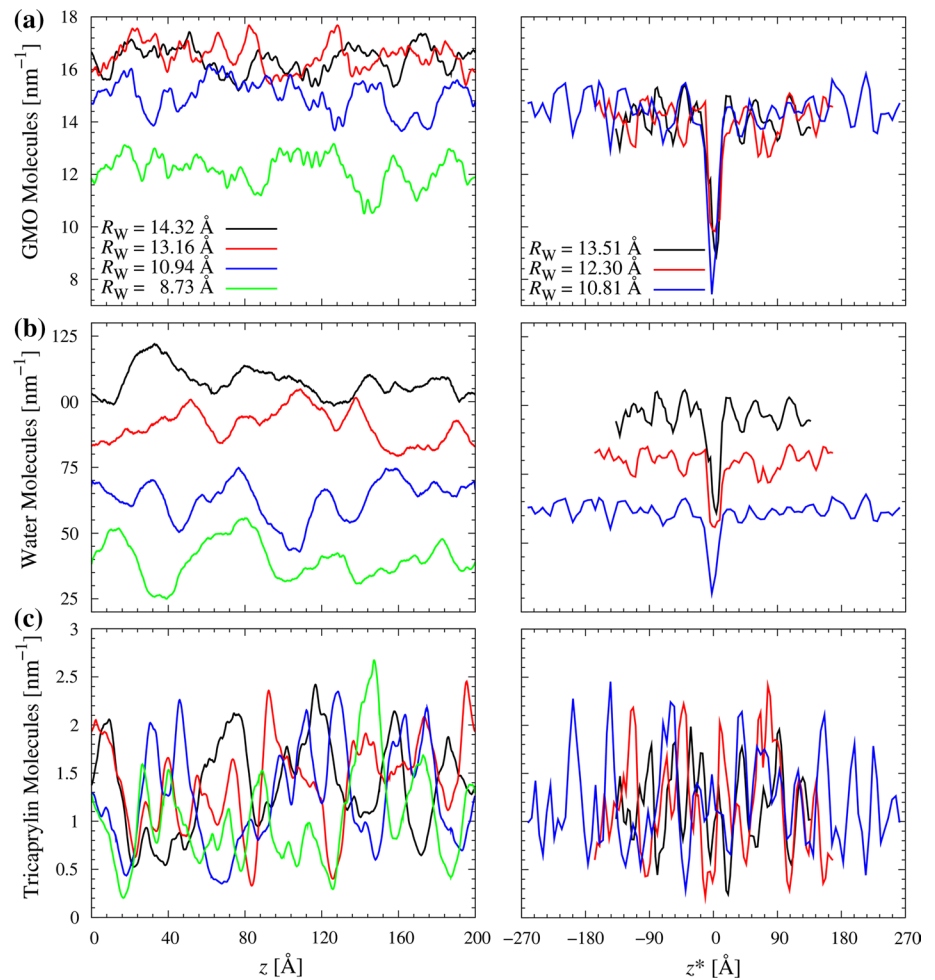 (a)
GMO Molecules [nm⁻¹]
18
16
14
12
10
8
R_W = 14.32 Å
R_W = 13.16 Å
R_W = 10.94 Å
R_W = 8.73 Å
R_W = 13.51 Å
R_W = 12.30 Å
R_W = 10.81 Å
(b)
Water Molecules [nm⁻¹]
125
00
75
50
25
(c)
Tricaprylin Molecules [nm⁻¹]
3
2.5
2
1.5
1
0.5
0
0 40 80 120 160 200
z [Å]
−270 −180 −90 0 90 180 270
z* [Å]